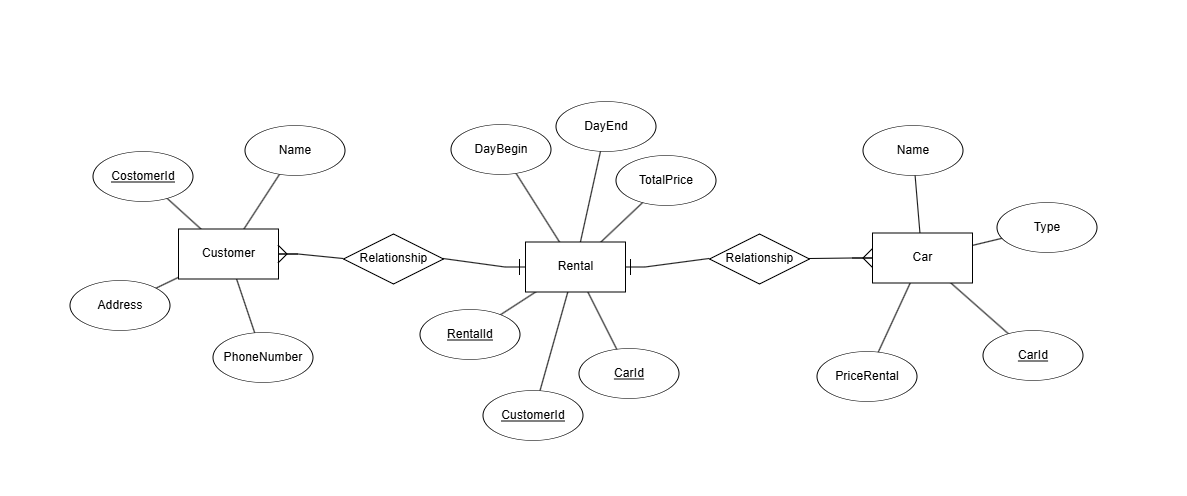 DayEnd
Name
DayBegin
Name
CostomerId
TotalPrice
Type
Customer
Relationship
Rental
Relationship
Car
Address
RentalId
PhoneNumber
CarId
CarId
PriceRental
CustomerId